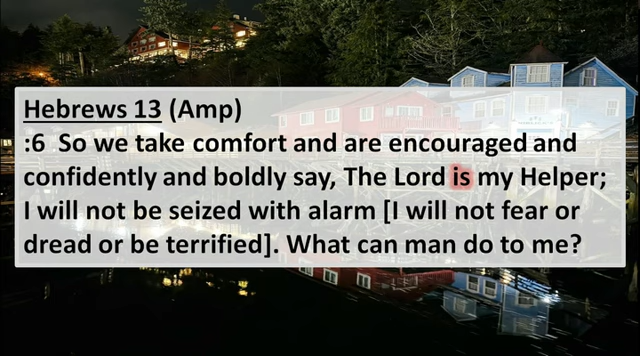 Hebrews 13 (Amp)
:6 So we take comfort and are encouraged and
confidently and boldly say, The Lord is my Helper;
I will not be seized with alarm [I will not fear or
dread or be terrified]. What can man do to me?